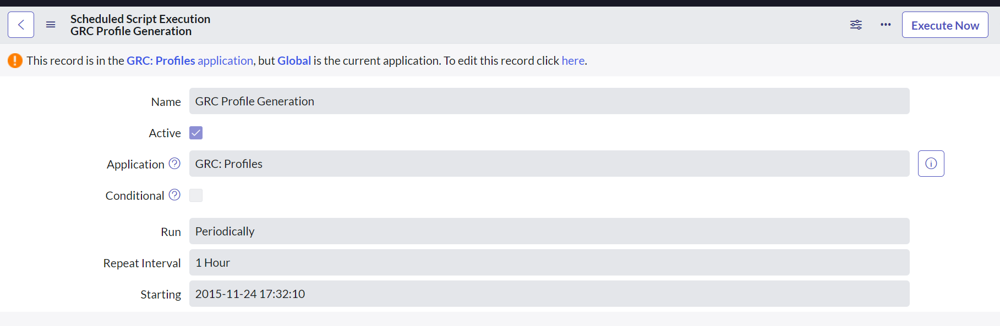 Scheduled Script Execution
GRC Profile Generation
Execute Now
This record is in the GRC: Profiles application, but Global is the current application. To edit this record click here.
Name GRC Profile Generation
Active
Application GRC: Profiles
Conditional
Run Periodically
Repeat Interval 1 Hour
Starting 2015-11-24 17:32:10